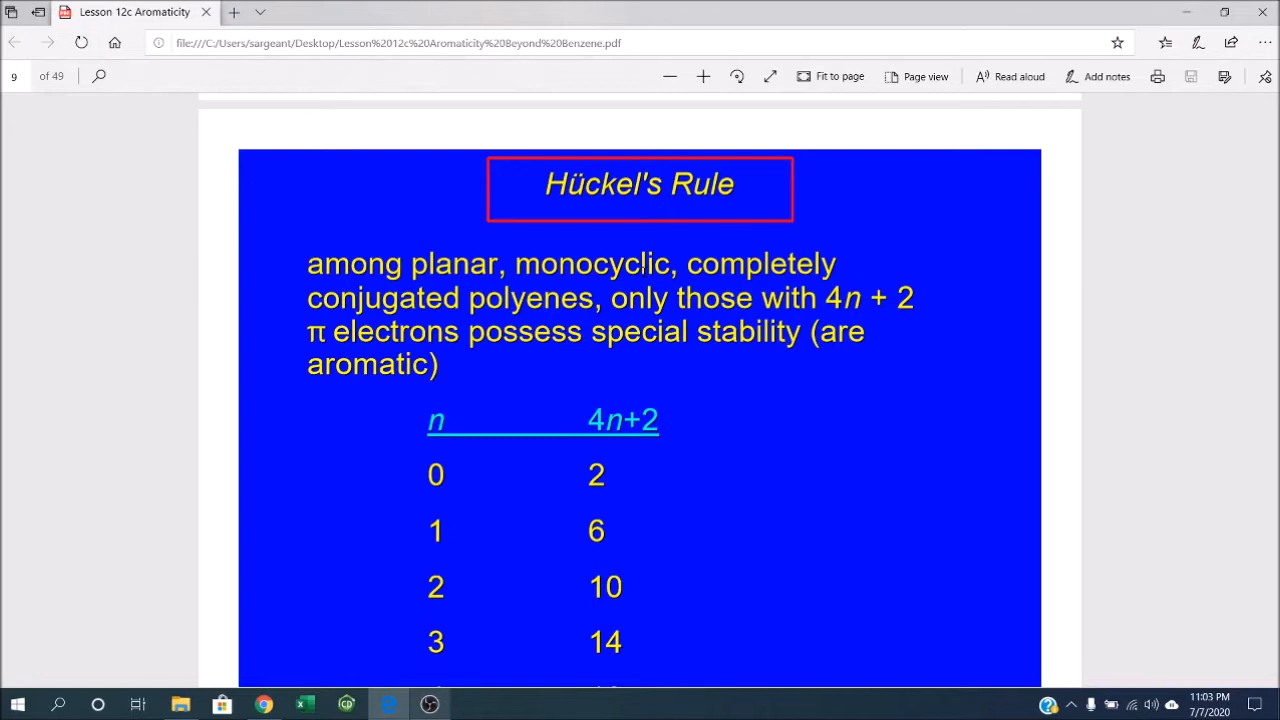 Lesson 12c Aromaticity
file:///C:/Users/sargeant/Desktop/Lesson%2012c%20Aromaticity%20Beyond%20Benzene.pdf
9 of 49 Fit to page Page view Read aloud Add notes
Hückel's Rule
among planar, monocyclic, completely
conjugated polyenes, only those with 4n + 2
π electrons possess special stability (are
aromatic)
n 4n+2
0 2
1 6
2 10
3 14
11:03 PM
7/7/2020